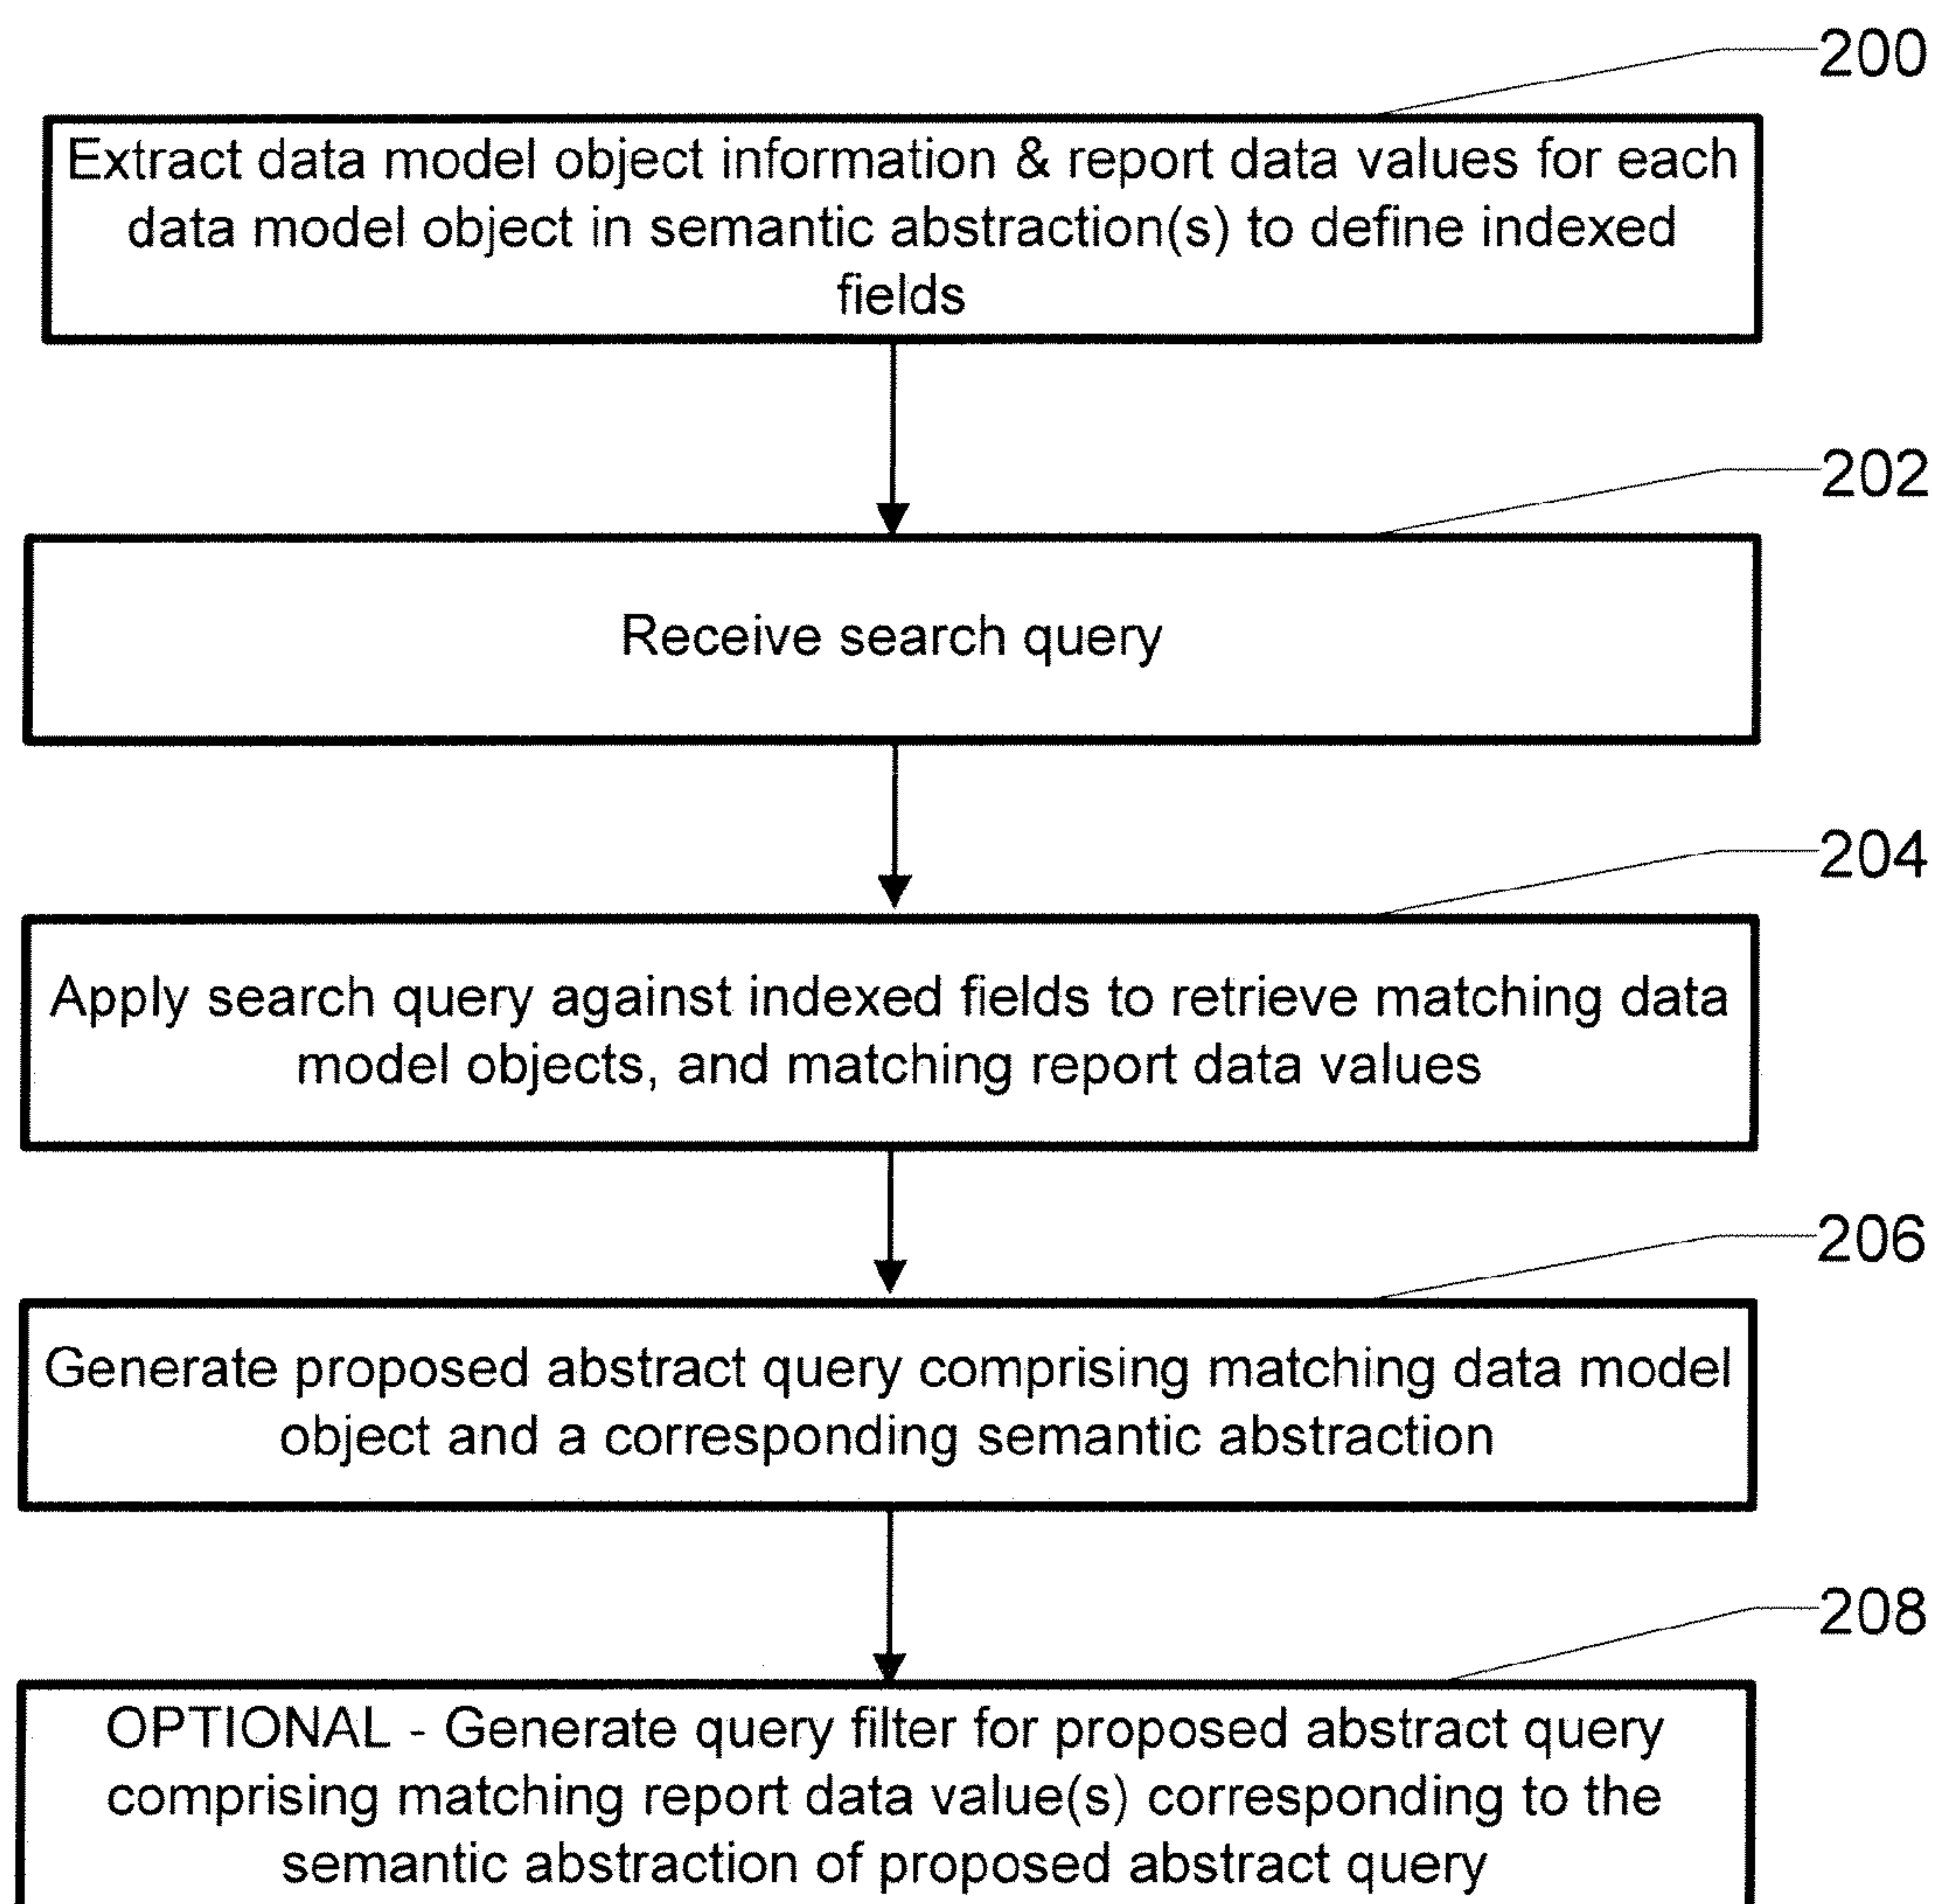 200
Extract data model object information & report data values for each
data model object in semantic abstraction(s) to define indexed
fields
202
Receive search query
204
Apply search query against indexed fields to retrieve matching data
model objects, and matching report data values
206
Generate proposed abstract query comprising matching data model
object and a corresponding semantic abstraction
208
OPTIONAL - Generate query filter for proposed abstract query
comprising matching report data value(s) corresponding to the
semantic abstraction of proposed abstract query